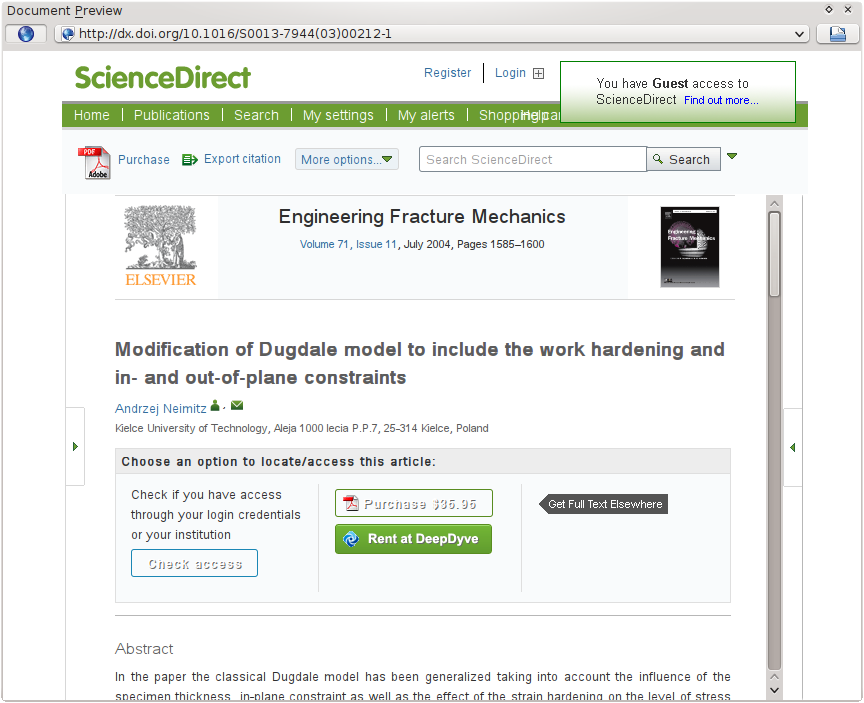 Document Preview
http://dx.doi.org/10.1016/S0013-7944(03)00212-1
ScienceDirect
Register
Login
You have Guest access to
ScienceDirect Find out more...
Home
Publications
Search
My settings
My alerts
Shopping car
Help
PDF
Adobe
Purchase
Export citation
More options...
Search ScienceDirect
Search
ELSEVIER
Engineering Fracture Mechanics
Volume 71, Issue 11, July 2004, Pages 1585–1600
Engineering
Fracture Mechanics
Modification of Dugdale model to include the work hardening and
in- and out-of-plane constraints
Andrzej Neimitz ,
Kielce University of Technology, Aleja 1000 lecia P.P.7, 25-314 Kielce, Poland
Choose an option to locate/access this article:
Check if you have access
through your login credentials
or your institution
Check access
Purchase $35.95
Rent at DeepDyve
Get Full Text Elsewhere
Abstract
In the paper the classical Dugdale model has been generalized taking into account the influence of the
specimen thickness, in-plane constraint as well as the effect of the strain hardening on the level of stress